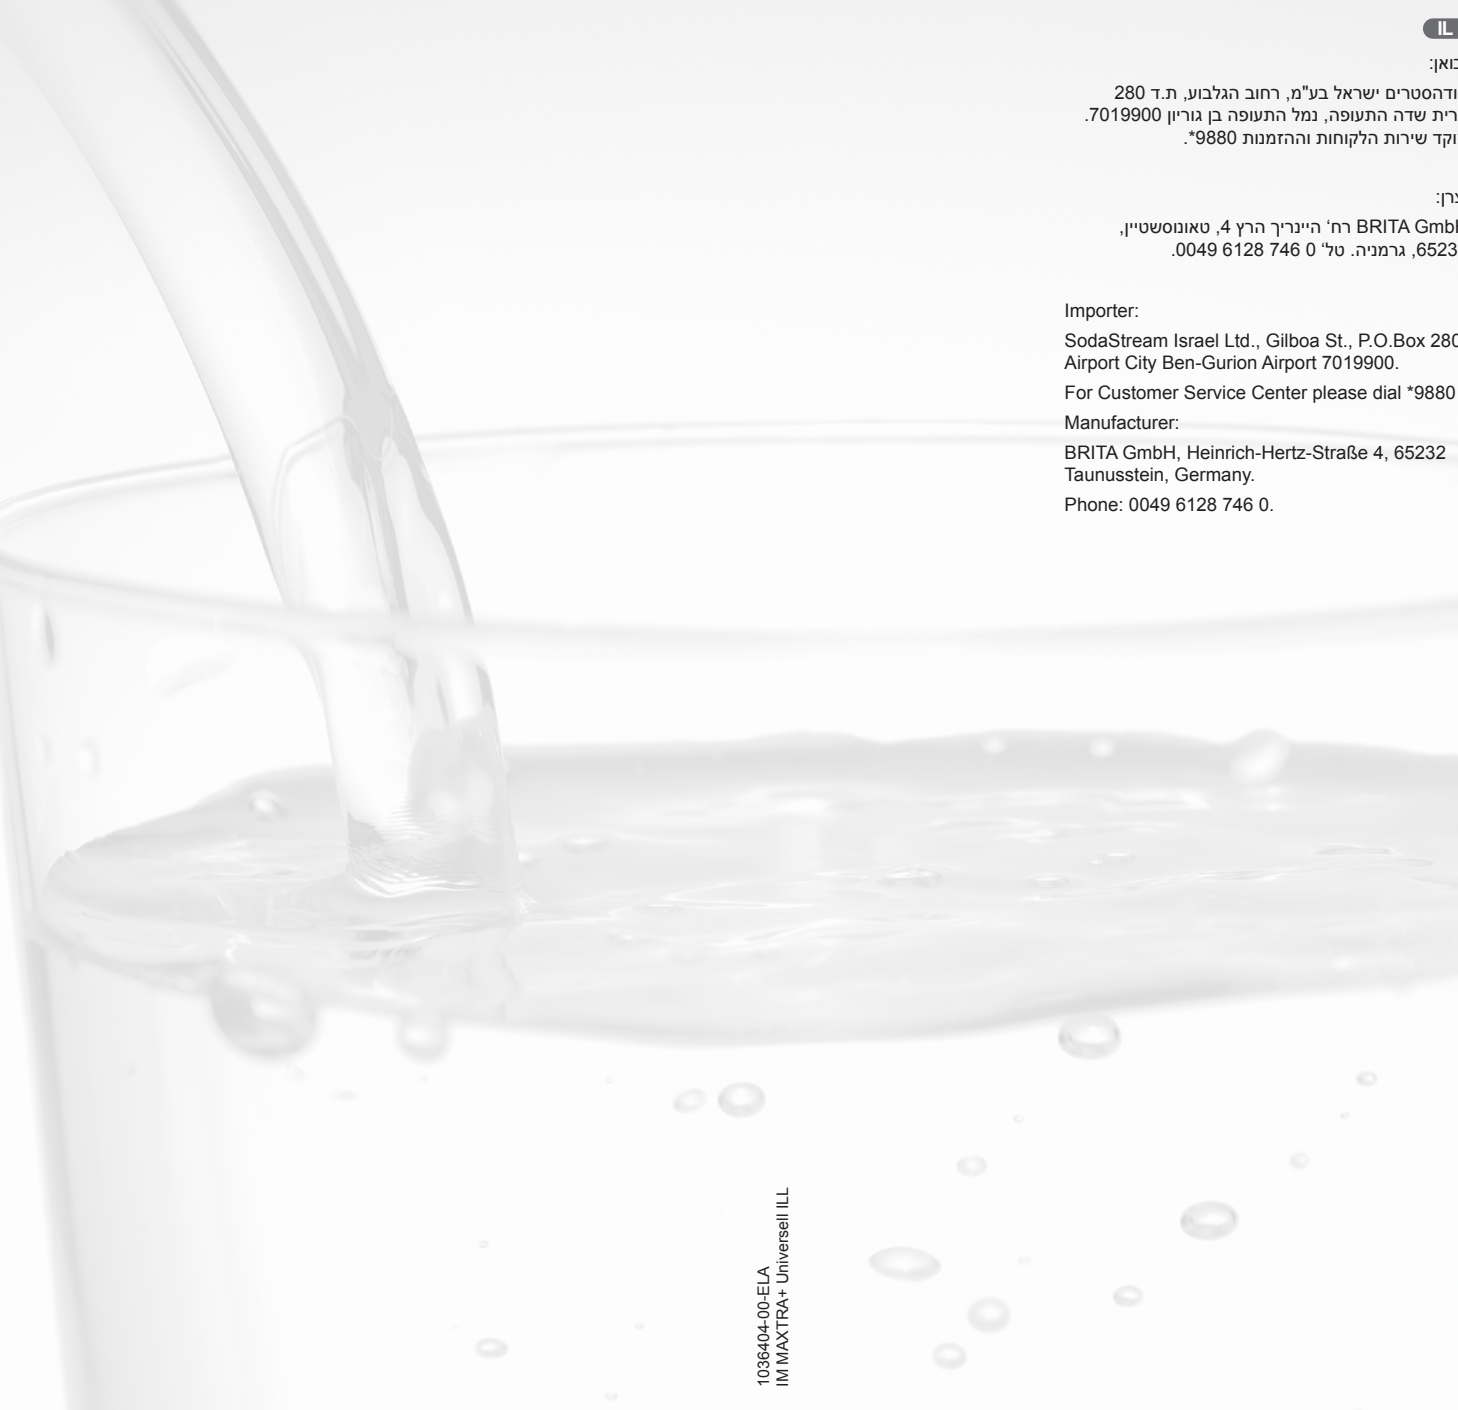 IL
בואן:
ודהסטרים ישראל בע"מ, רחוב הגלבוע, ת.ד 280
רית שדה התעופה, נמל התעופה בן גוריון 7019900.
וקד שירות הלקוחות וההזמנות 9880*.
צרן:
BRITA GmbH רח' היינריך הרץ 4, טאונוסשטיין,
6523, גרמניה. טל' 0 746 6128 0049.
Importer:
SodaStream Israel Ltd., Gilboa St., P.O.Box 280
Airport City Ben-Gurion Airport 7019900.
For Customer Service Center please dial *9880
Manufacturer:
BRITA GmbH, Heinrich-Hertz-Straße 4, 65232
Taunusstein, Germany.
Phone: 0049 6128 746 0.
1036404-00-ELA
IM MAXTRA+ Universell ILL